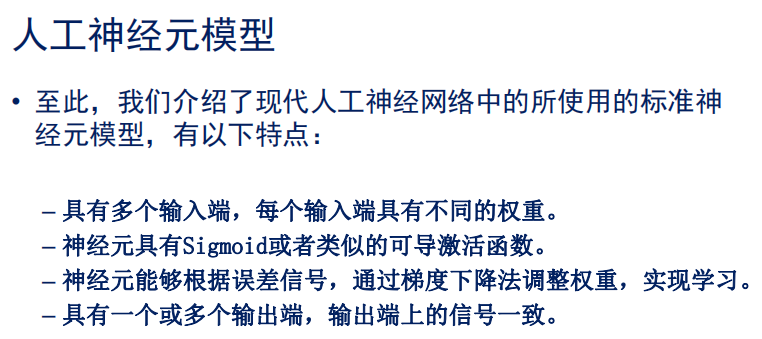 人工神经元模型
• 至此，我们介绍了现代人工神经网络中的所使用的标准神
经元模型，有以下特点：
– 具有多个输入端，每个输入端具有不同的权重。
– 神经元具有Sigmoid或者类似的可导激活函数。
– 神经元能够根据误差信号，通过梯度下降法调整权重，实现学习。
– 具有一个或多个输出端，输出端上的信号一致。